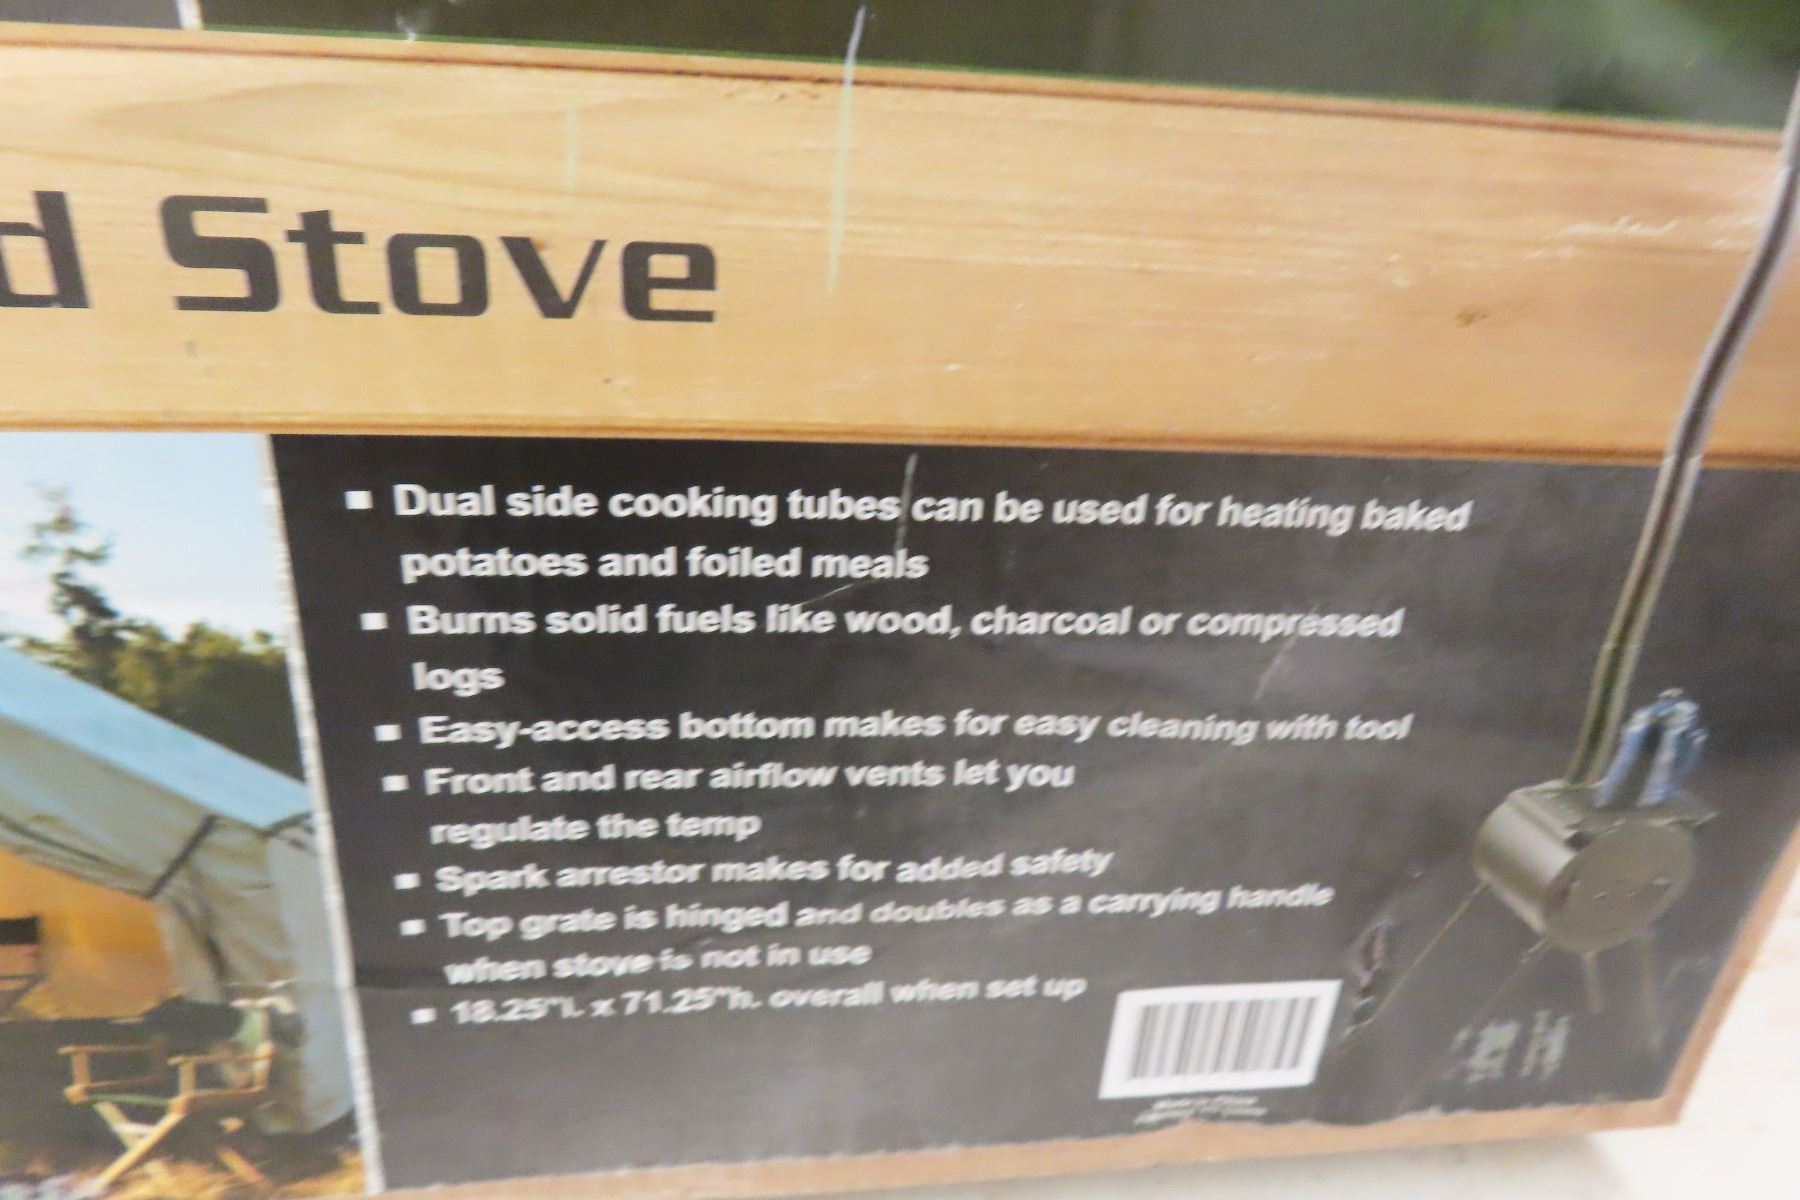 d Stove
▪ Dual side cooking tubes can be used for heating baked
potatoes and foiled meals
▪ Burns solid fuels like wood, charcoal or compressed
logs
▪ Easy-access bottom makes for easy cleaning with tool
▪ Front and rear airflow vents let you
regulate the temp
▪ Spark arrestor makes for added safety
▪ Top grate is hinged and doubles as a carrying handle
when stove is not in use
▪ 18.25"l. x 71.25"h. overall when set up
Made in China